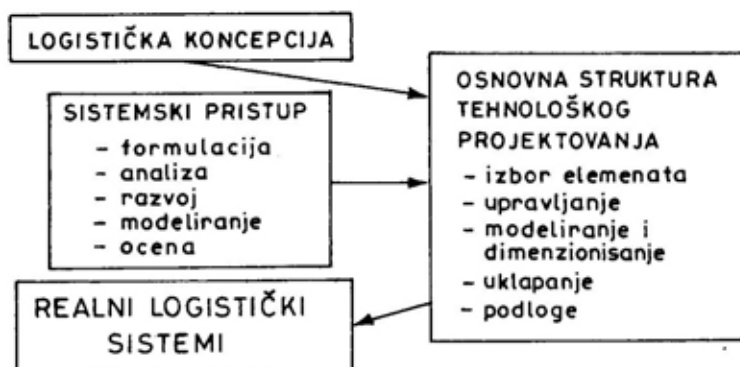 LOGISTIČKA KONCEPCIJA
SISTEMSKI PRISTUP
- formulacija
- analiza
- razvoj
- modeliranje
- ocena
REALNI LOGISTIČKI
SISTEMI
OSNOVNA STRUKTURA
TEHNOLOŠKOG
PROJEKTOVANJA
- izbor elemenata
- upravljanje
- modeliranje i
dimenzionisanje
- uklapanje
- podloge